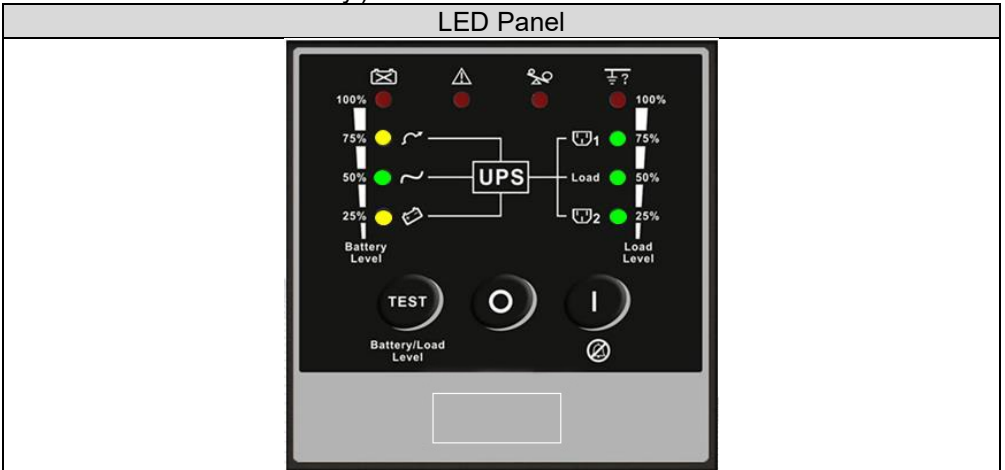 LED Panel
100% 100%
75% 1 75%
UPS
50% Load 50%
25% 2 25%
Battery Level
Load Level
TEST O I
Battery/Load Level